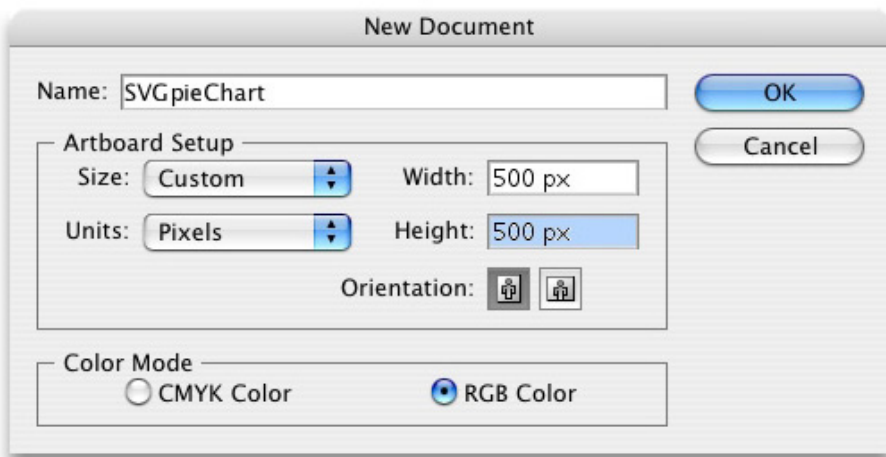 New Document
Name: SVGpieChart
OK
Artboard Setup
Cancel
Size: Custom
Width: 500 px
Units: Pixels
Height: 500 px
Orientation:
Color Mode
CMYK Color
RGB Color